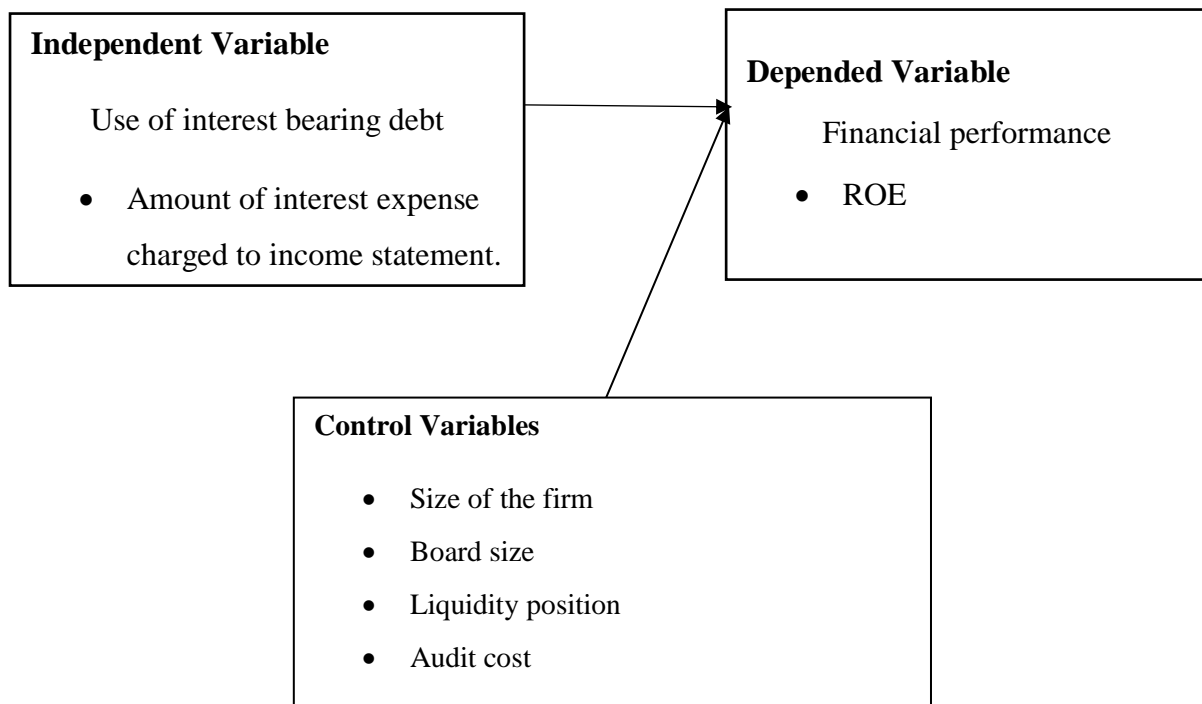 Independent Variable
Use of interest bearing debt
• Amount of interest expense
charged to income statement.
Depended Variable
Financial performance
• ROE
Control Variables
• Size of the firm
• Board size
• Liquidity position
• Audit cost